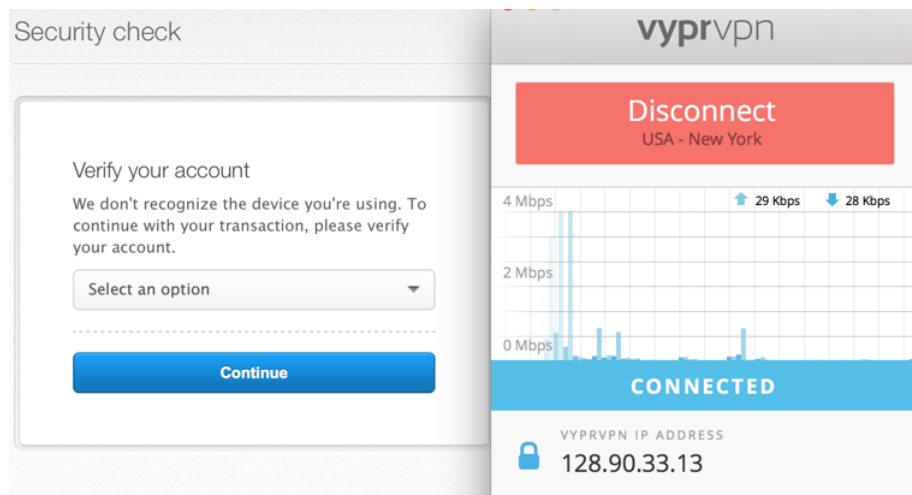 Security check
Verify your account
We don't recognize the device you're using. To
continue with your transaction, please verify
your account.
Select an option
Continue
vyprvpn
Disconnect
USA - New York
4 Mbps
29 Kbps
28 Kbps
2 Mbps
0 Mbps
CONNECTED
VYPRVPN IP ADDRESS
128.90.33.13